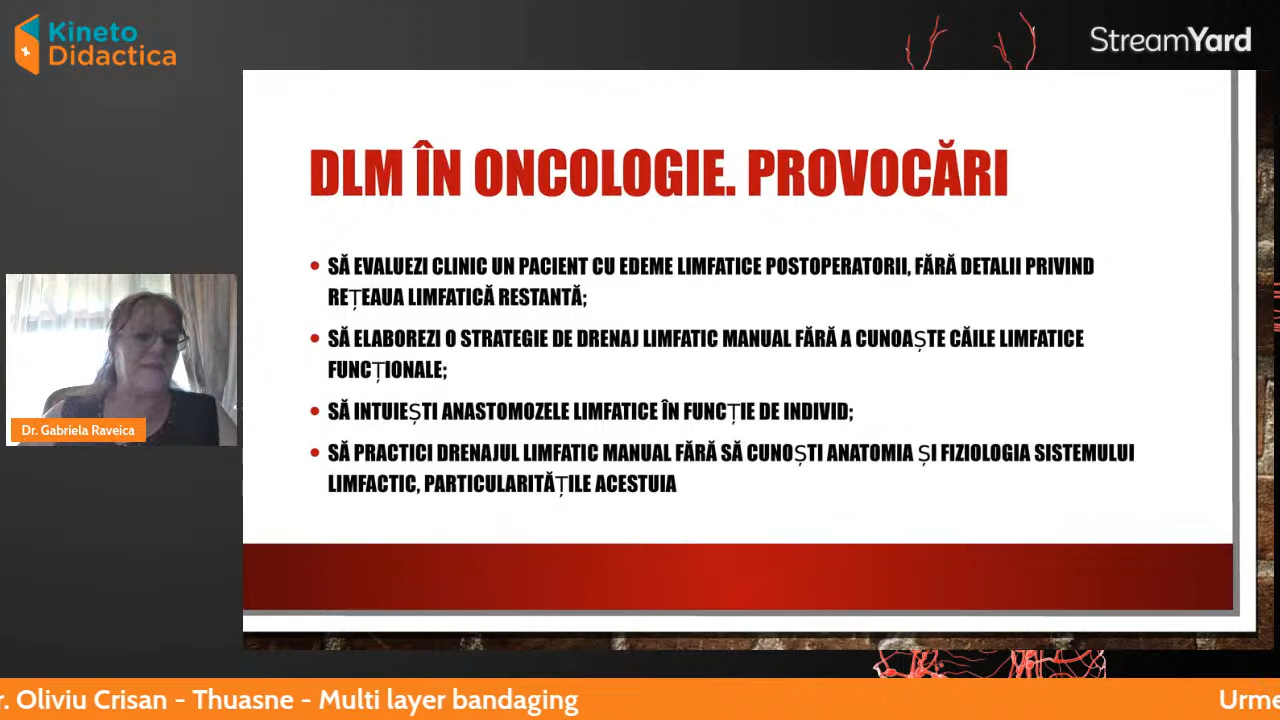 Kineto
Didactica
StreamYard
DLM ÎN ONCOLOGIE. PROVOCĂRI
• SĂ EVALUEZI CLINIC UN PACIENT CU EDEME LIMFATICE POSTOPERATORII, FĂRĂ DETALII PRIVIND
REȚEAUA LIMFATICĂ RESTANTĂ;
• SĂ ELABOREZI O STRATEGIE DE DRENAJ LIMFATIC MANUAL FĂRĂ A CUNOAȘTE CĂILE LIMFATICE
FUNCȚIONALE;
• SĂ INTUIEȘTI ANASTOMOZELE LIMFATICE ÎN FUNCȚIE DE INDIVID;
• SĂ PRACTICI DRENAJUL LIMFATIC MANUAL FĂRĂ SĂ CUNOȘTI ANATOMIA ȘI FIZIOLOGIA SISTEMULUI
LIMFACTIC, PARTICULARITĂȚILE ACESTUIA
Dr. Gabriela Raveica
r. Oliviu Crisan - Thuasne - Multi layer bandaging
Urme